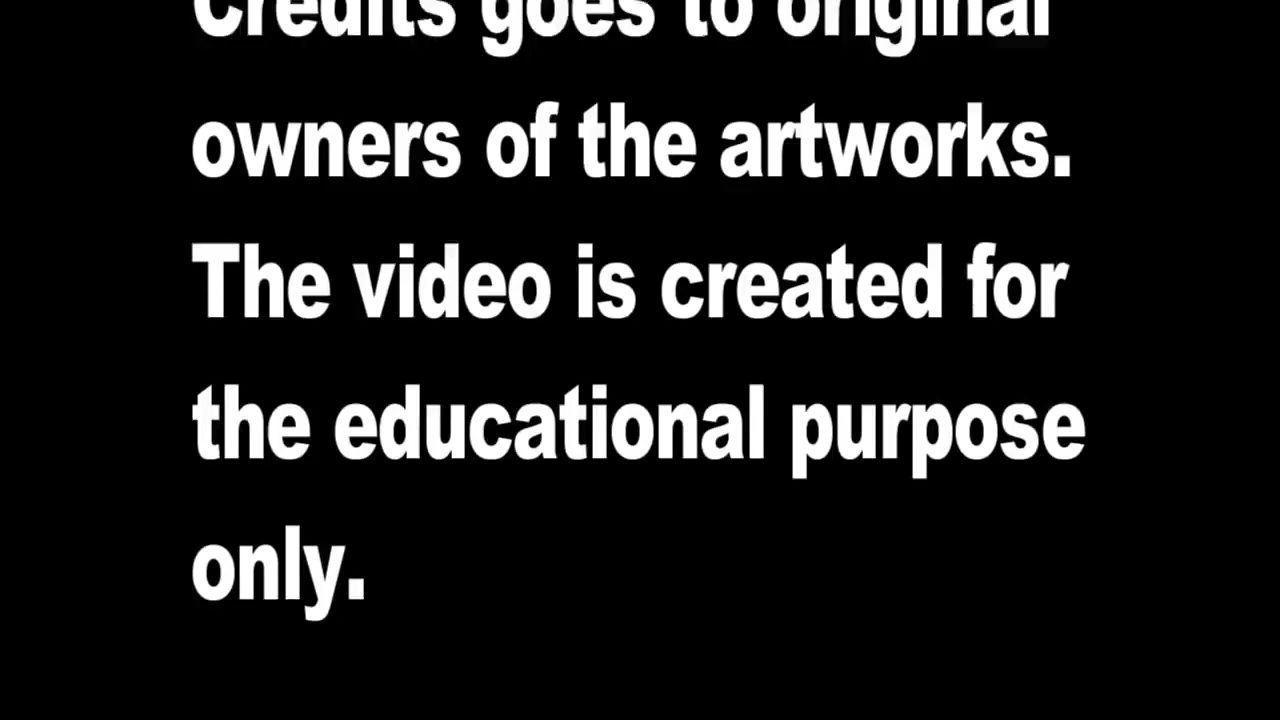 Credits goes to original
owners of the artworks.
The video is created for
the educational purpose
only.